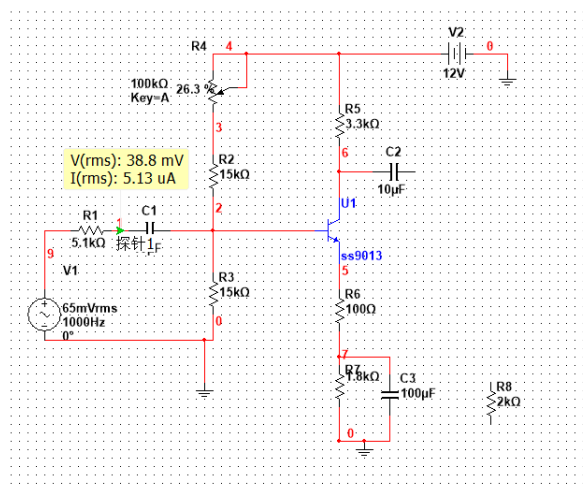 V2
R4
4
0
12V
100kΩ
26.3 %
Key=A
R5
3.3kΩ
3
6
C2
V(rms): 38.8 mV
I(rms): 5.13 uA
R2
15kΩ
10μF
U1
2
R1
1
C1
5.1kΩ
探针1
F
ss9013
9
5
V1
R3
15kΩ
R6
100Ω
65mVrms
1000Hz
0°
0
7
R7
1.8kΩ
C3
100μF
R8
2kΩ
0